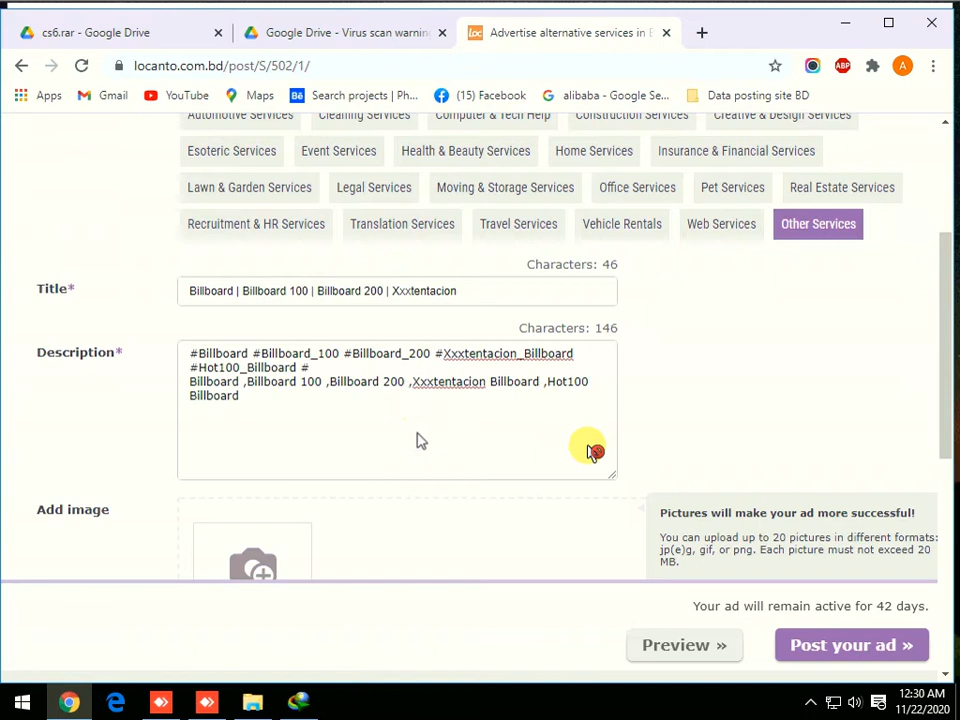 cs6.rar - Google Drive
Google Drive - Virus scan warning
Advertise alternative services in B
locanto.com.bd/post/S/502/1/
ABP
A
Apps
Gmail
YouTube
Maps
Search projects | Ph...
(15) Facebook
alibaba - Google Se...
Data posting site BD
Automotive Services
Cleaning Services
Computer & Tech Help
Construction Services
Creative & Design Services
Esoteric Services
Event Services
Health & Beauty Services
Home Services
Insurance & Financial Services
Lawn & Garden Services
Legal Services
Moving & Storage Services
Office Services
Pet Services
Real Estate Services
Recruitment & HR Services
Translation Services
Travel Services
Vehicle Rentals
Web Services
Other Services
Characters: 46
Title*
Billboard | Billboard 100 | Billboard 200 | Xxxtentacion
Characters: 146
Description*
#Billboard #Billboard_100 #Billboard_200 #Xxxtentacion_Billboard
#Hot100_Billboard #
Billboard ,Billboard 100 ,Billboard 200 ,Xxxtentacion Billboard ,Hot100
Billboard
Add image
Pictures will make your ad more successful!
You can upload up to 20 pictures in different formats:
jp(e)g, gif, or png. Each picture must not exceed 20
MB.
Your ad will remain active for 42 days.
Preview »
Post your ad »
12:30 AM
11/22/2020